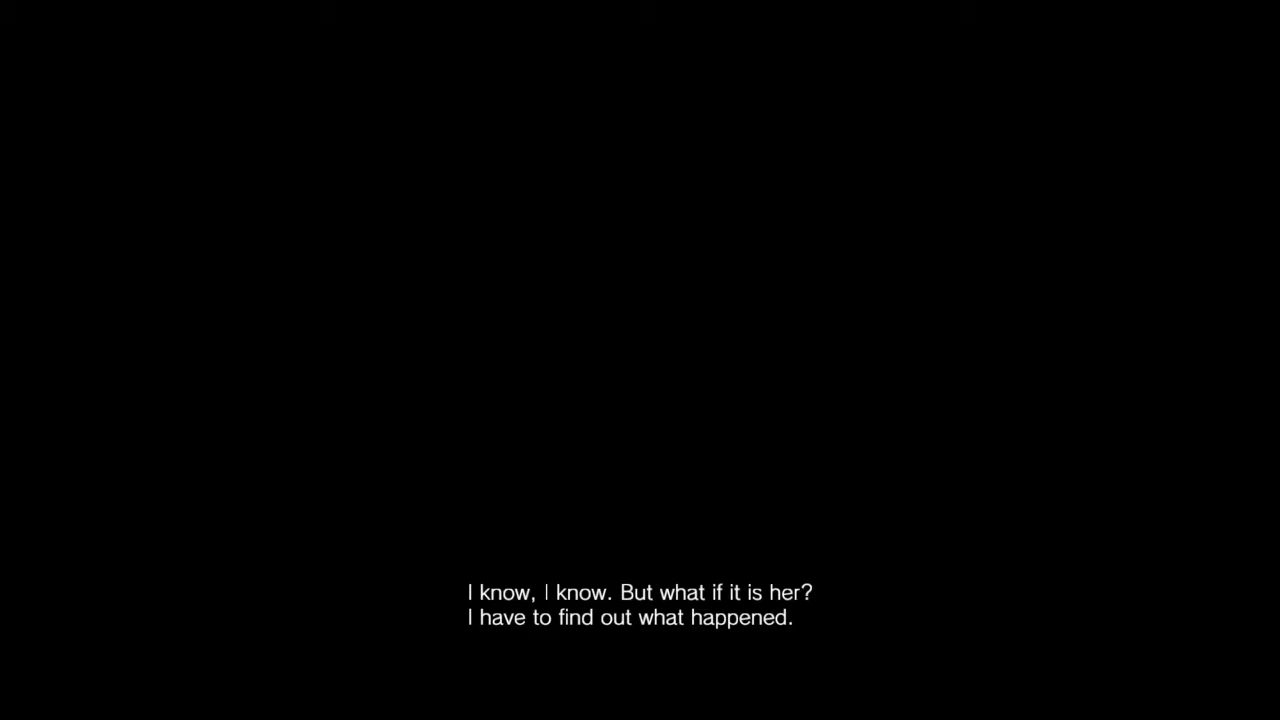 I know, I know. But what if it is her?
I have to find out what happened.